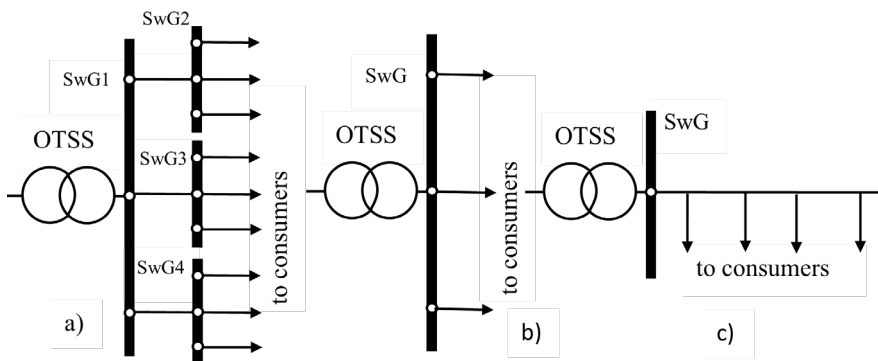 SwG2
SwG1
OTSS
SwG3
SwG4
to consumers
a)
SwG
OTSS
to consumers
b)
SwG
OTSS
to consumers
c)